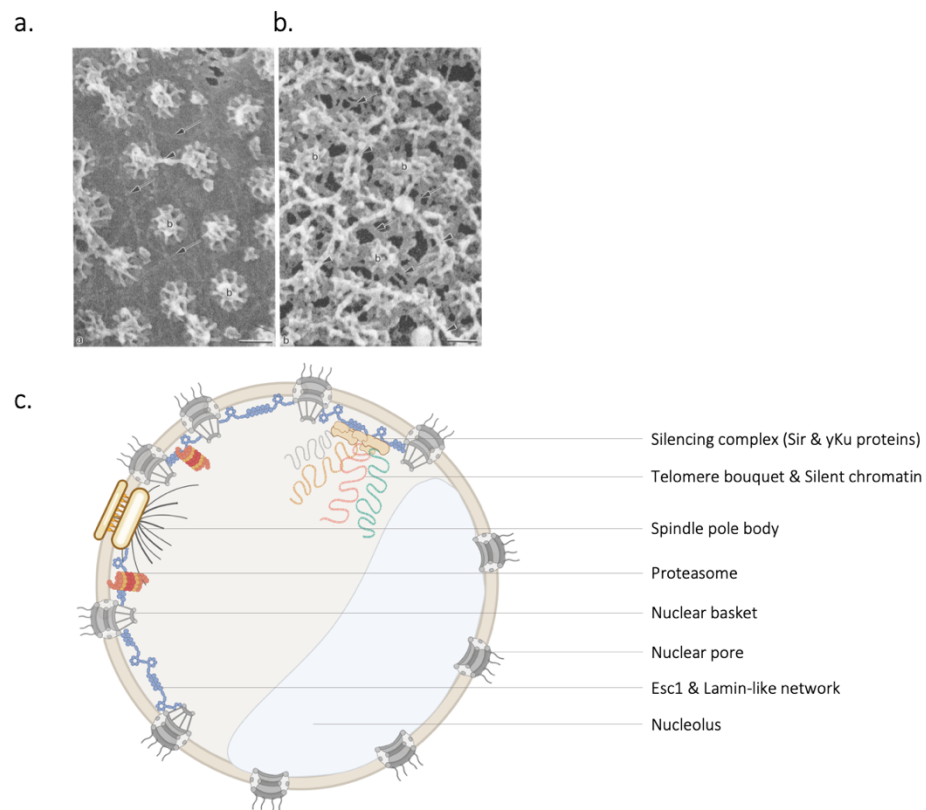 a.
b.
b
b
a
b
b
b
b
c.
Silencing complex (Sir & yKu proteins)
Telomere bouquet & Silent chromatin
Spindle pole body
Proteasome
Nuclear basket
Nuclear pore
Esc1 & Lamin-like network
Nucleolus